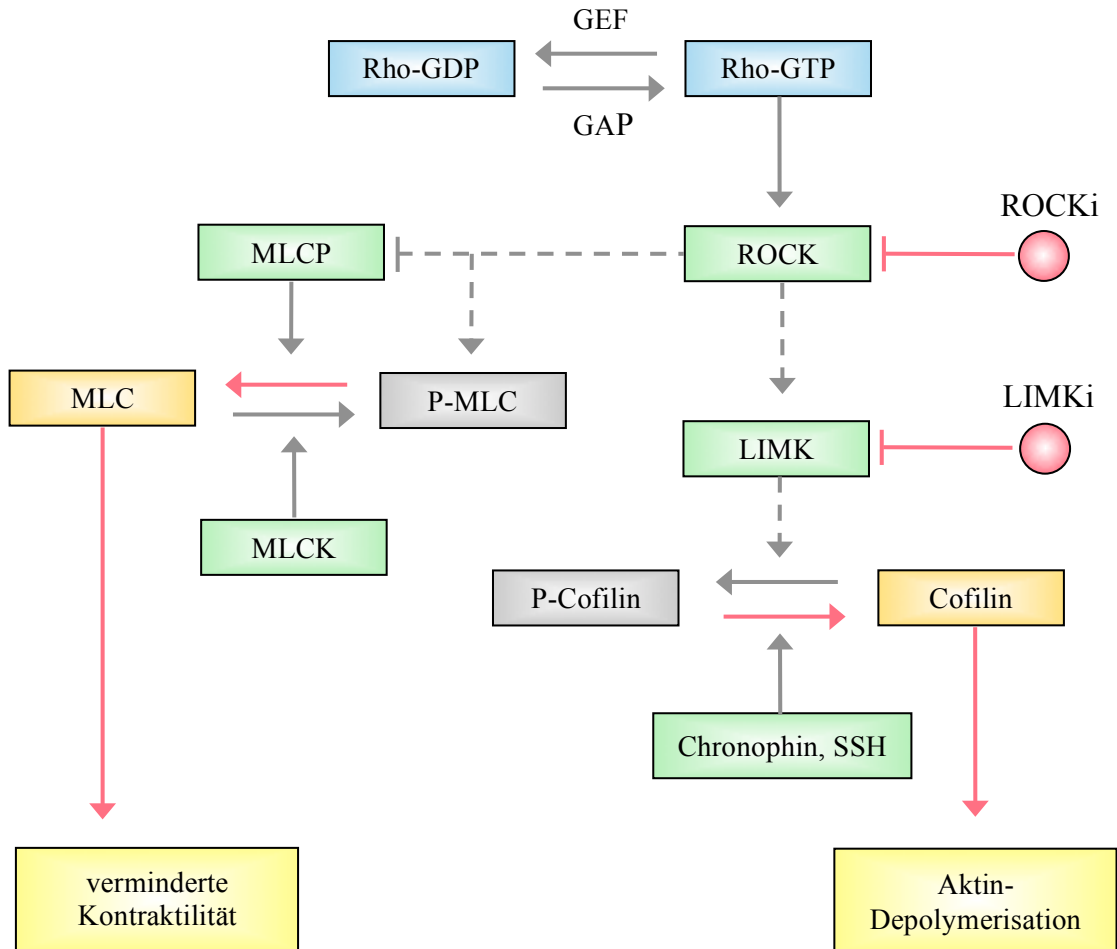 GEF
Rho-GDP
Rho-GTP
GAP
ROCKi
MLCP
ROCK
MLC
P-MLC
LIMKi
LIMK
MLCK
P-Cofilin
Cofilin
Chronophin, SSH
verminderte
Kontraktilität
Aktin-
Depolymerisation